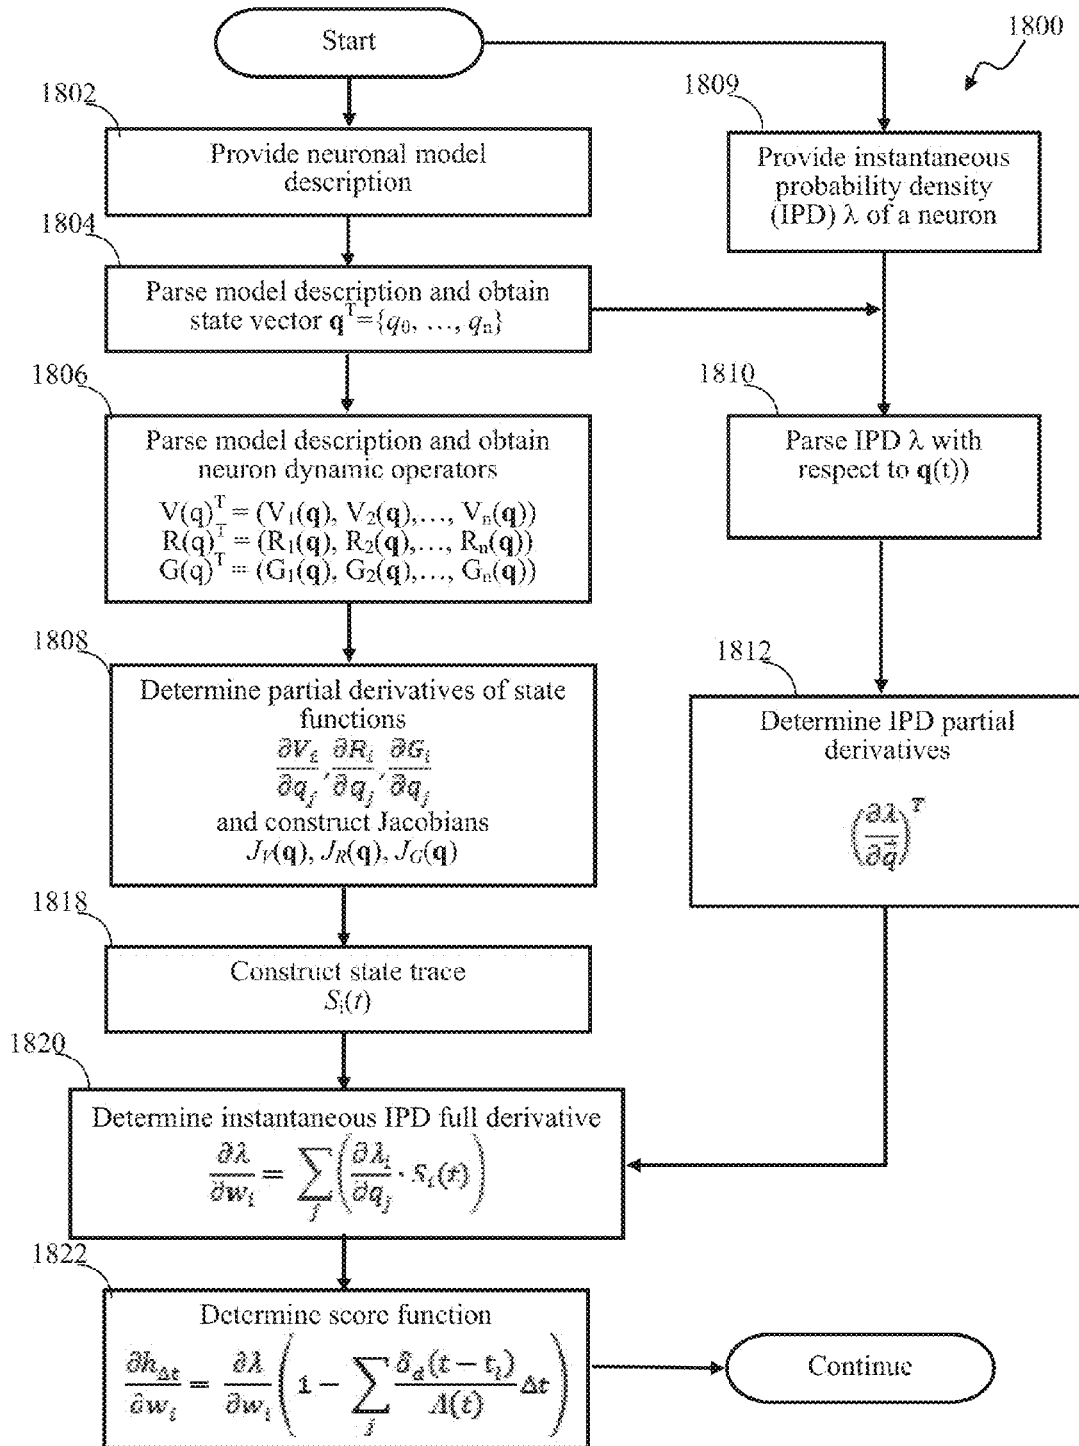 Start
1800
1802
Provide neuronal model
description
1809
Provide instantaneous
probability density
(IPD) λ of a neuron
1804
Parse model description and obtain
state vector q^T={q_0, …, q_n}
1806
Parse model description and obtain
neuron dynamic operators
V(q)^T = (V_1(q), V_2(q),…, V_n(q))
R(q)^T = (R_1(q), R_2(q),…, R_n(q))
G(q)^T = (G_1(q), G_2(q),…, G_n(q))
1810
Parse IPD λ with
respect to q(t))
1808
Determine partial derivatives of state
functions
∂V_i/∂q_j, ∂R_i/∂q_j, ∂G_i/∂q_j
and construct Jacobians
J_V(q), J_R(q), J_G(q)
1812
Determine IPD partial
derivatives
(∂λ/∂q⃗)^T
1818
Construct state trace
S_i(t)
1820
Determine instantaneous IPD full derivative
∂λ/∂w_i = ∑_j (∂λ_i/∂q_j · S_i(t))
1822
Determine score function
∂h_Δt/∂w_i = ∂λ/∂w_i (1 − ∑_j δ_d(t − t_i)/Λ(t) Δt)
Continue